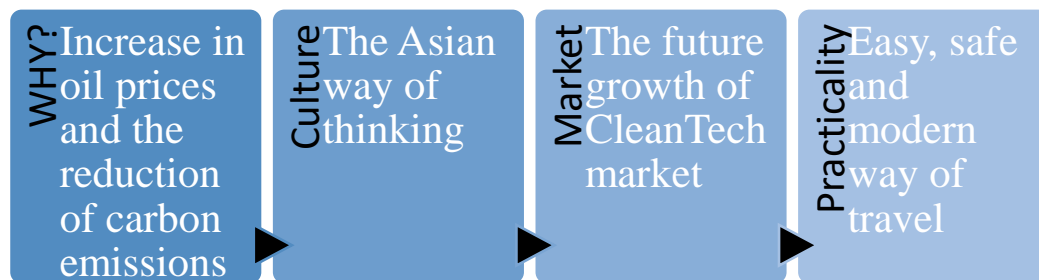 WHY?
Increase in
oil prices
and the
reduction
of carbon
emissions
Culture
The Asian
way of
thinking
Market
The future
growth of
CleanTech
market
Practicality
Easy, safe
and
modern
way of
travel